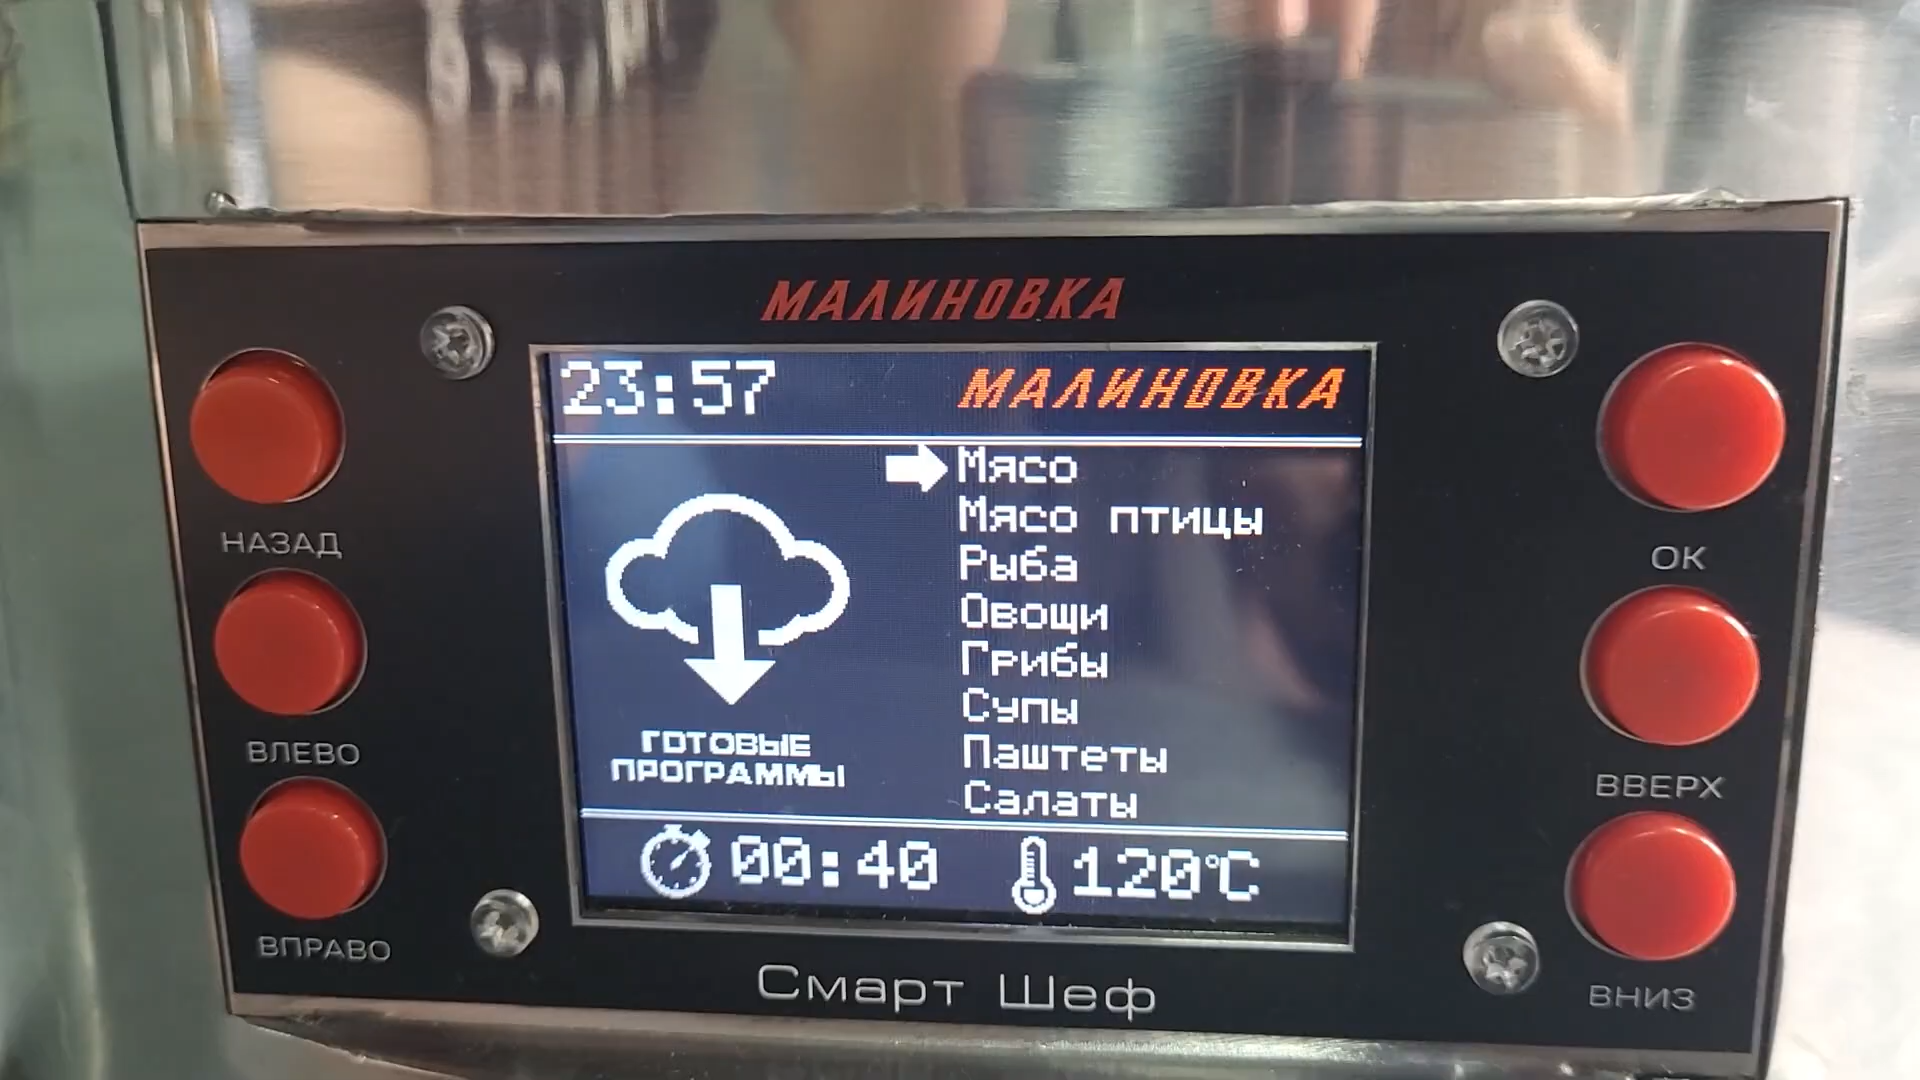 МАЛИНОВКА
23:57 МАЛИНОВКА
Мясо
Мясо птицы
Рыба
Овощи
Грибы
Супы
Паштеты
Салаты
ГОТОВЫЕ
ПРОГРАММЫ
00:40 120°C
НАЗАД
ВЛЕВО
ВПРАВО
ОК
ВВЕРХ
ВНИЗ
Смарт Шеф